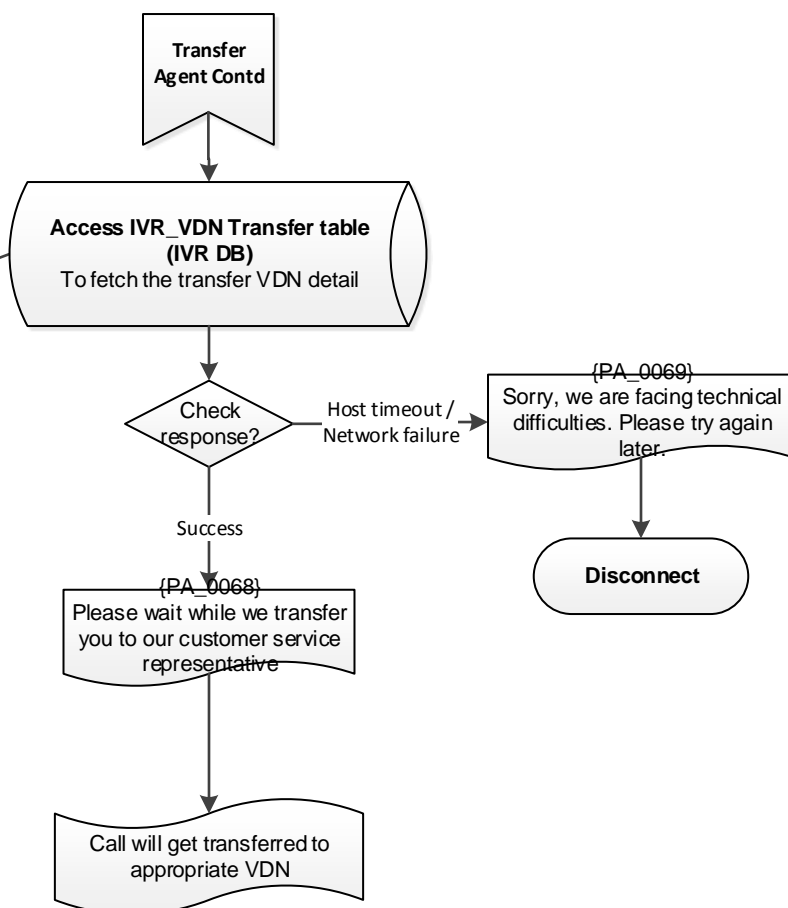 Transfer
Agent Contd
Access IVR_VDN Transfer table
(IVR DB)
To fetch the transfer VDN detail
Check
response?
Host timeout /
Network failure
{PA_0069}
Sorry, we are facing technical
difficulties. Please try again
later.
Success
Disconnect
{PA_0068}
Please wait while we transfer
you to our customer service
representative
Call will get transferred to
appropriate VDN